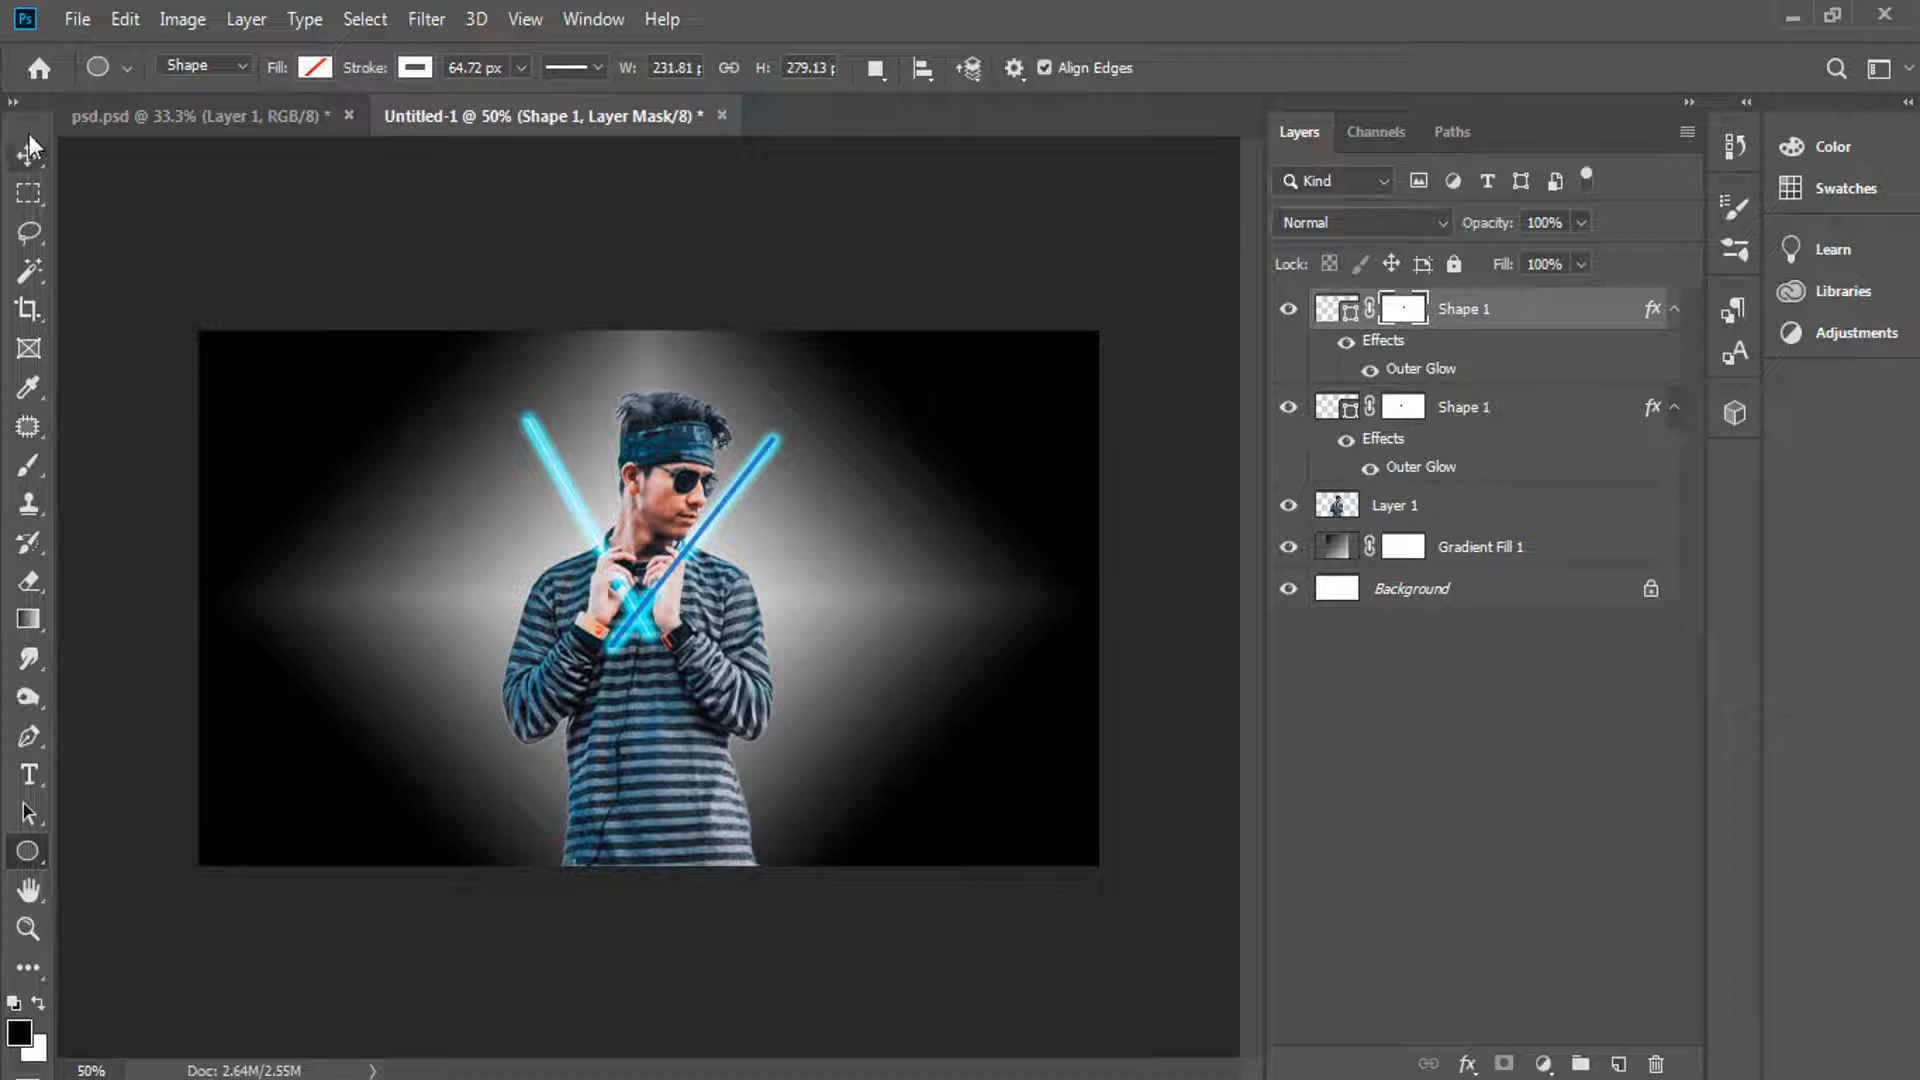 Ps File Edit Image Layer Type Select Filter 3D View Window Help
Shape Fill: Stroke: 64.72 px W: 231.81 p H: 279.13 p Align Edges
psd.psd @ 33.3% (Layer 1, RGB/8) * × Untitled-1 @ 50% (Shape 1, Layer Mask/8) * ×
Layers Channels Paths
Kind
Normal Opacity: 100%
Lock: Fill: 100%
Shape 1 fx
Effects
Outer Glow
Shape 1 fx
Effects
Outer Glow
Layer 1
Gradient Fill 1
Background
Color
Swatches
Learn
Libraries
Adjustments
50% Doc: 2.64M/2.55M